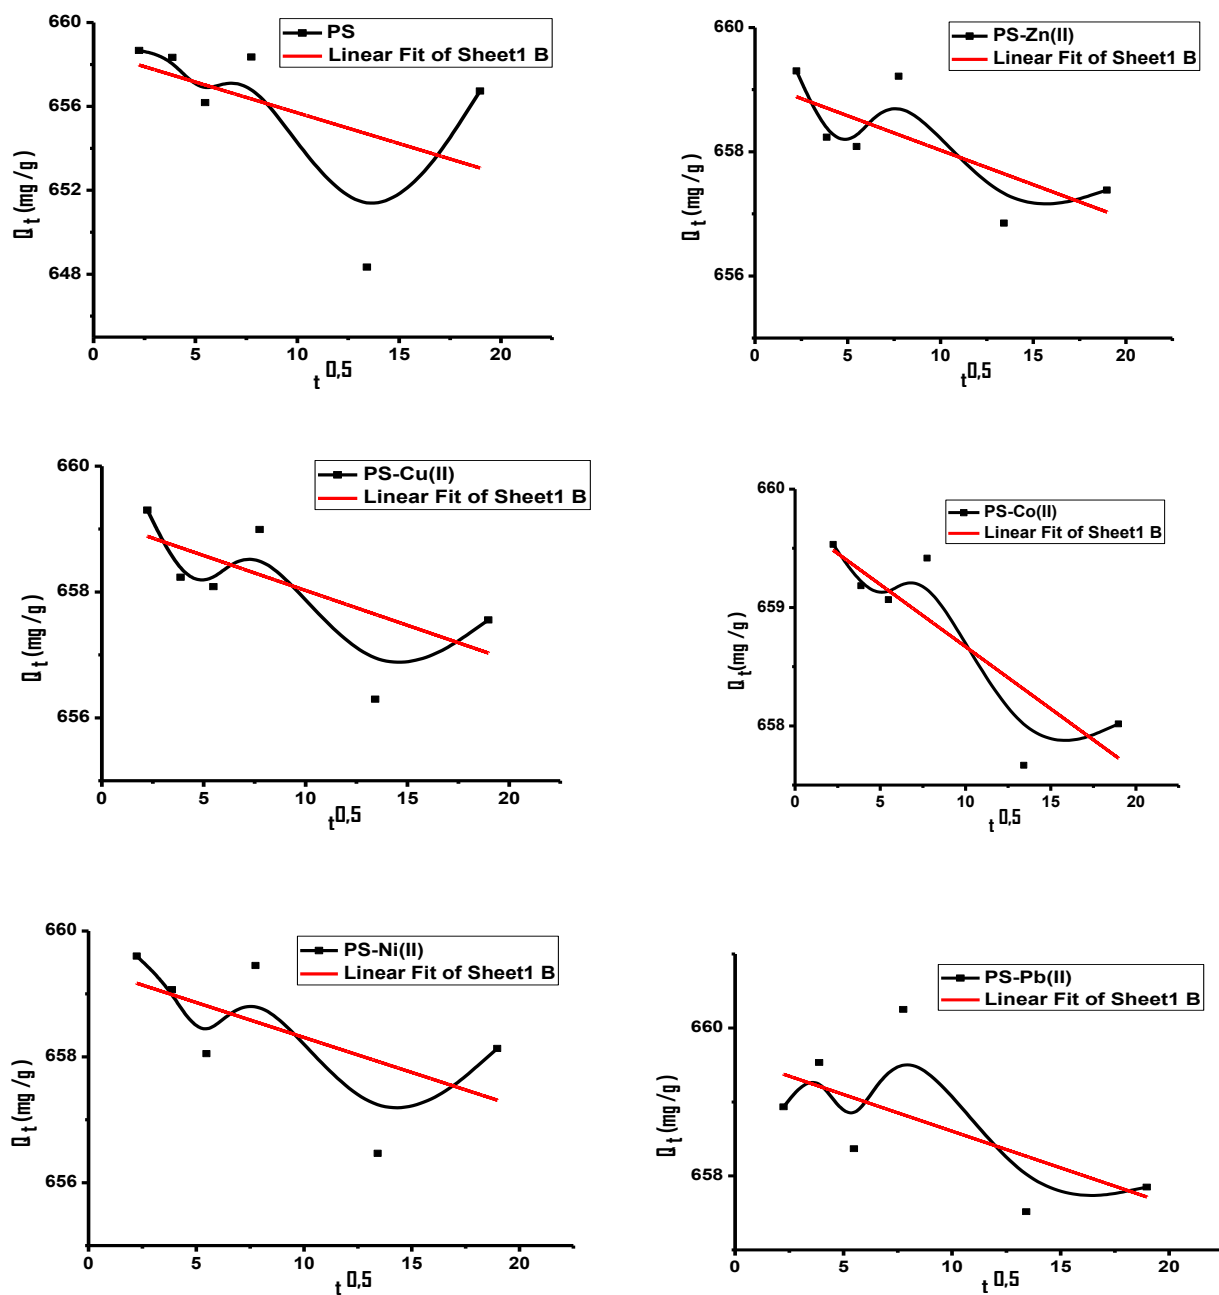 660
656
652
648
0
5
10
15
20
Q t (mg /g )
t 0,5
PS
Linear Fit of Sheet1 B
660
658
656
0
5
10
15
20
Q t (mg /g )
t 0,5
PS-Zn(II)
Linear Fit of Sheet1 B
660
658
656
0
5
10
15
20
Q t (mg /g )
t 0,5
PS-Cu(II)
Linear Fit of Sheet1 B
660
659
658
0
5
10
15
20
Q t (mg /g )
t 0,5
PS-Co(II)
Linear Fit of Sheet1 B
660
658
656
0
5
10
15
20
Q t (mg /g )
t 0,5
PS-Ni(II)
Linear Fit of Sheet1 B
660
658
0
5
10
15
20
Q t (mg /g )
t 0,5
PS-Pb(II)
Linear Fit of Sheet1 B